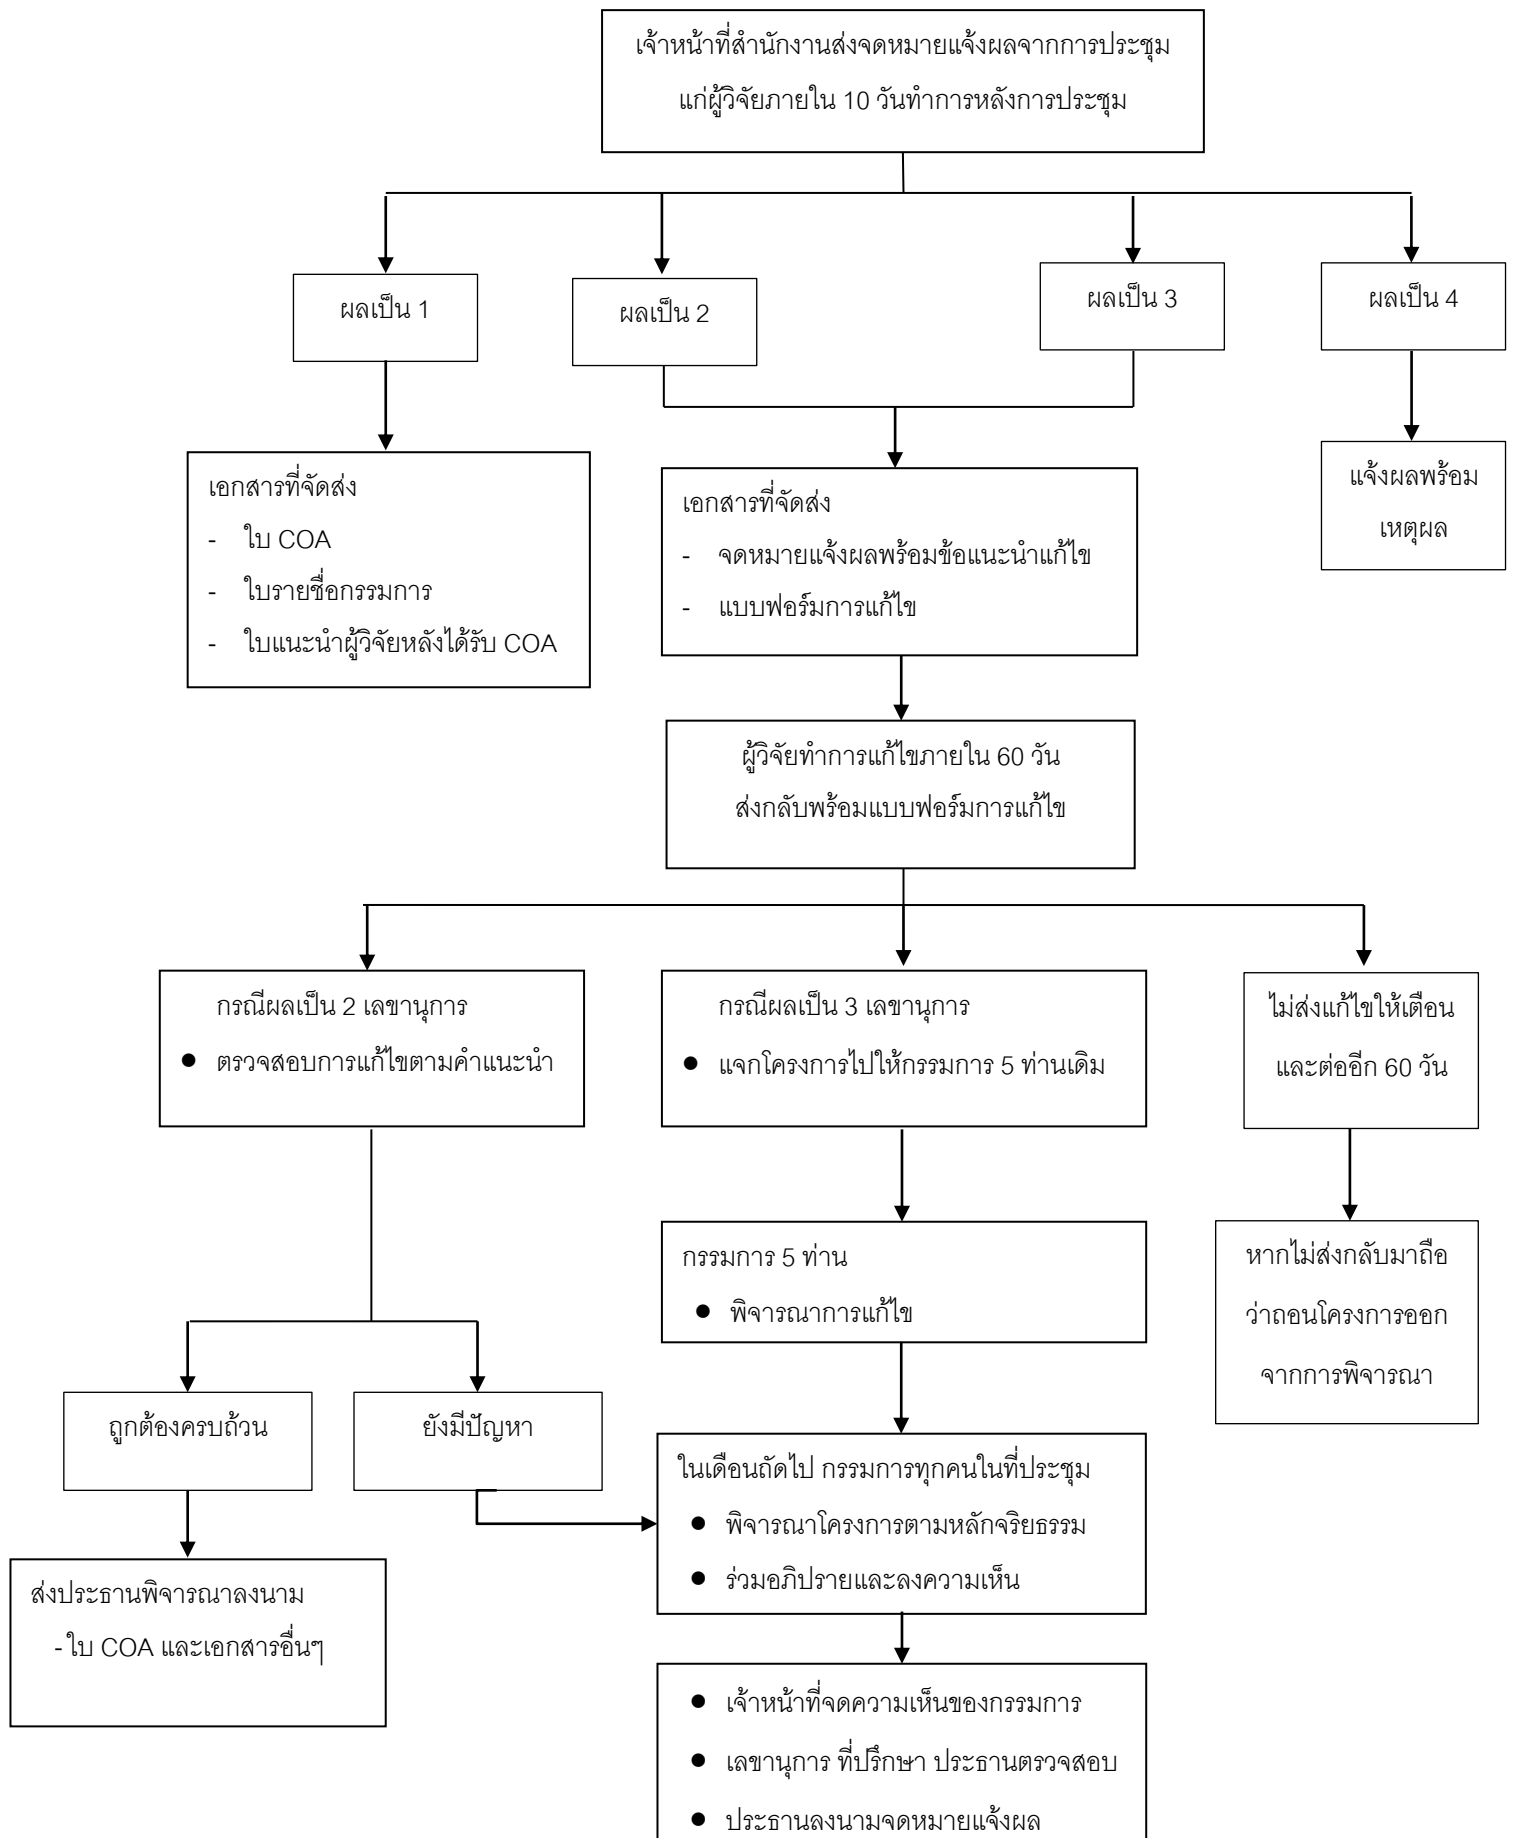 เจ้าหน้าที่สำนักงานส่งจดหมายแจ้งผลจากการประชุม
แก่ผู้วิจัยภายใน 10 วันทำการหลังการประชุม
ผลเป็น 1
ผลเป็น 2
ผลเป็น 3
ผลเป็น 4
เอกสารที่จัดส่ง
- ใบ COA
- ใบรายชื่อกรรมการ
- ใบแนะนำผู้วิจัยหลังได้รับ COA
เอกสารที่จัดส่ง
- จดหมายแจ้งผลพร้อมข้อแนะนำแก้ไข
- แบบฟอร์มการแก้ไข
แจ้งผลพร้อม
เหตุผล
ผู้วิจัยทำการแก้ไขภายใน 60 วัน
ส่งกลับพร้อมแบบฟอร์มการแก้ไข
กรณีผลเป็น 2 เลขานุการ
● ตรวจสอบการแก้ไขตามคำแนะนำ
กรณีผลเป็น 3 เลขานุการ
● แจกโครงการไปให้กรรมการ 5 ท่านเดิม
ไม่ส่งแก้ไขให้เตือน
และต่ออีก 60 วัน
กรรมการ 5 ท่าน
● พิจารณาการแก้ไข
หากไม่ส่งกลับมาถือ
ว่าถอนโครงการออก
จากการพิจารณา
ถูกต้องครบถ้วน
ยังมีปัญหา
ในเดือนถัดไป กรรมการทุกคนในที่ประชุม
● พิจารณาโครงการตามหลักจริยธรรม
● ร่วมอภิปรายและลงความเห็น
ส่งประธานพิจารณาลงนาม
- ใบ COA และเอกสารอื่นๆ
● เจ้าหน้าที่จดความเห็นของกรรมการ
● เลขานุการ ที่ปรึกษา ประธานตรวจสอบ
● ประธานลงนามจดหมายแจ้งผล